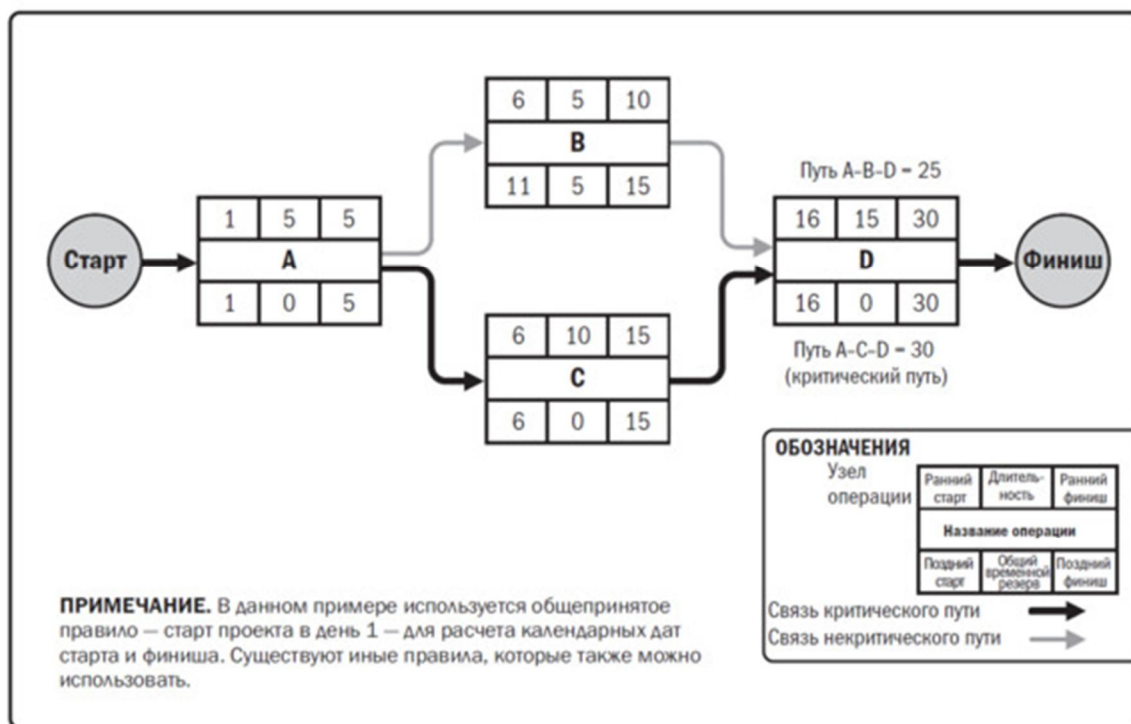 6 5 10
B
11 5 15
Путь A-B-D = 25
Старт
1 5 5
A
1 0 5
16 15 30
D
16 0 30
Финиш
6 10 15
C
6 0 15
Путь A-C-D = 30
(критический путь)
ОБОЗНАЧЕНИЯ
Узел
операции
Ранний старт
Длитель-ность
Ранний финиш
Название операции
Поздний старт
Общий временной резерв
Поздний финиш
Связь критического пути
Связь некритического пути
ПРИМЕЧАНИЕ. В данном примере используется общепринятое
правило — старт проекта в день 1 — для расчета календарных дат
старта и финиша. Существуют иные правила, которые также можно
использовать.